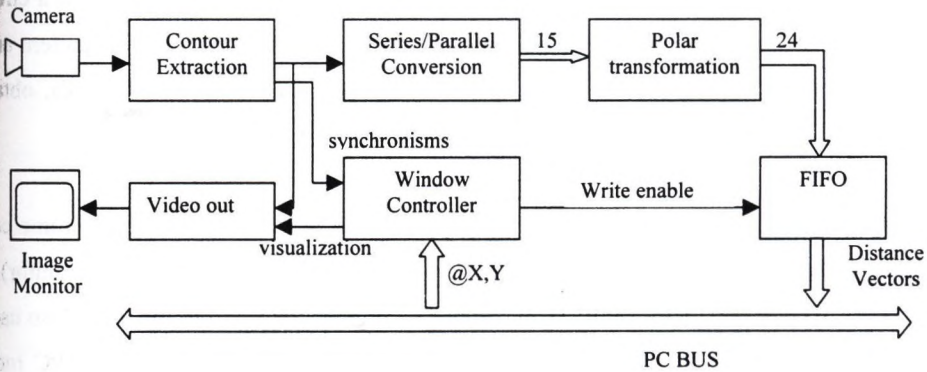 Camera
Contour
Extraction
Series/Parallel
Conversion
15
Polar
transformation
24
synchronisms
Window
Controller
Write enable
FIFO
Video out
visualization
Image
Monitor
@X,Y
Distance
Vectors
PC BUS